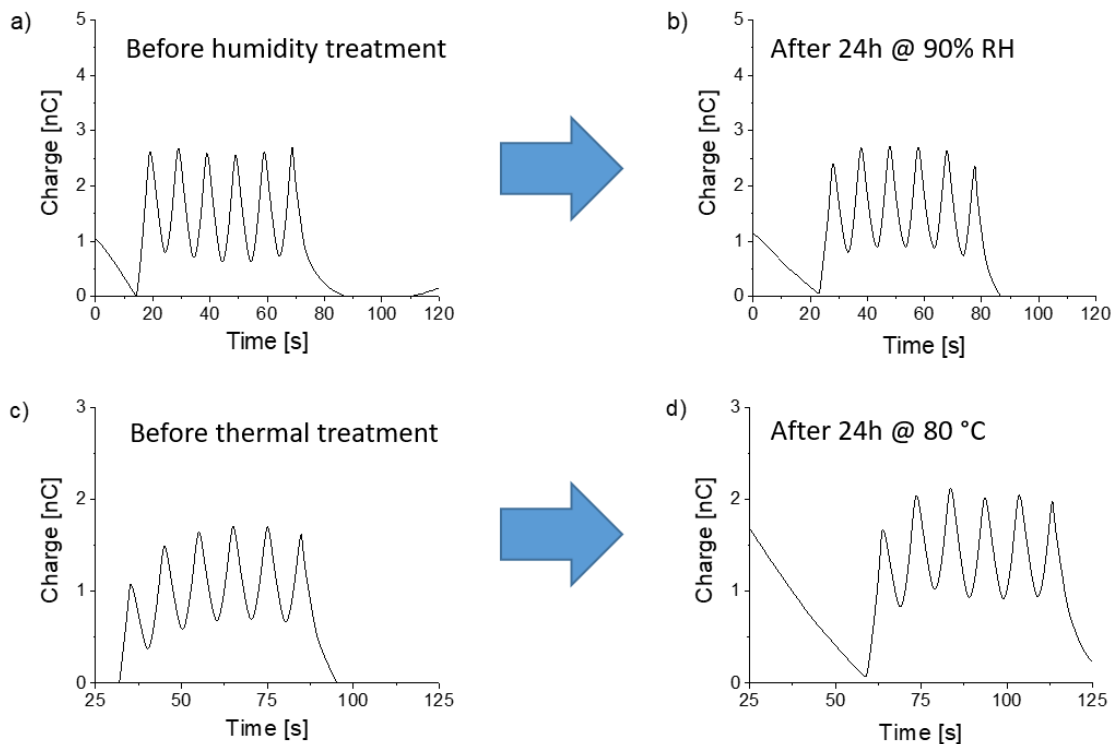 a)
Before humidity treatment
5
4
3
2
1
0
Charge [nC]
0 20 40 60 80 100 120
Time [s]
b)
After 24h @ 90% RH
5
4
3
2
1
0
Charge [nC]
0 20 40 60 80 100 120
Time [s]
c)
Before thermal treatment
3
2
1
0
Charge [nC]
25 50 75 100 125
Time [s]
d)
After 24h @ 80 °C
3
2
1
0
Charge [nC]
25 50 75 100 125
Time [s]